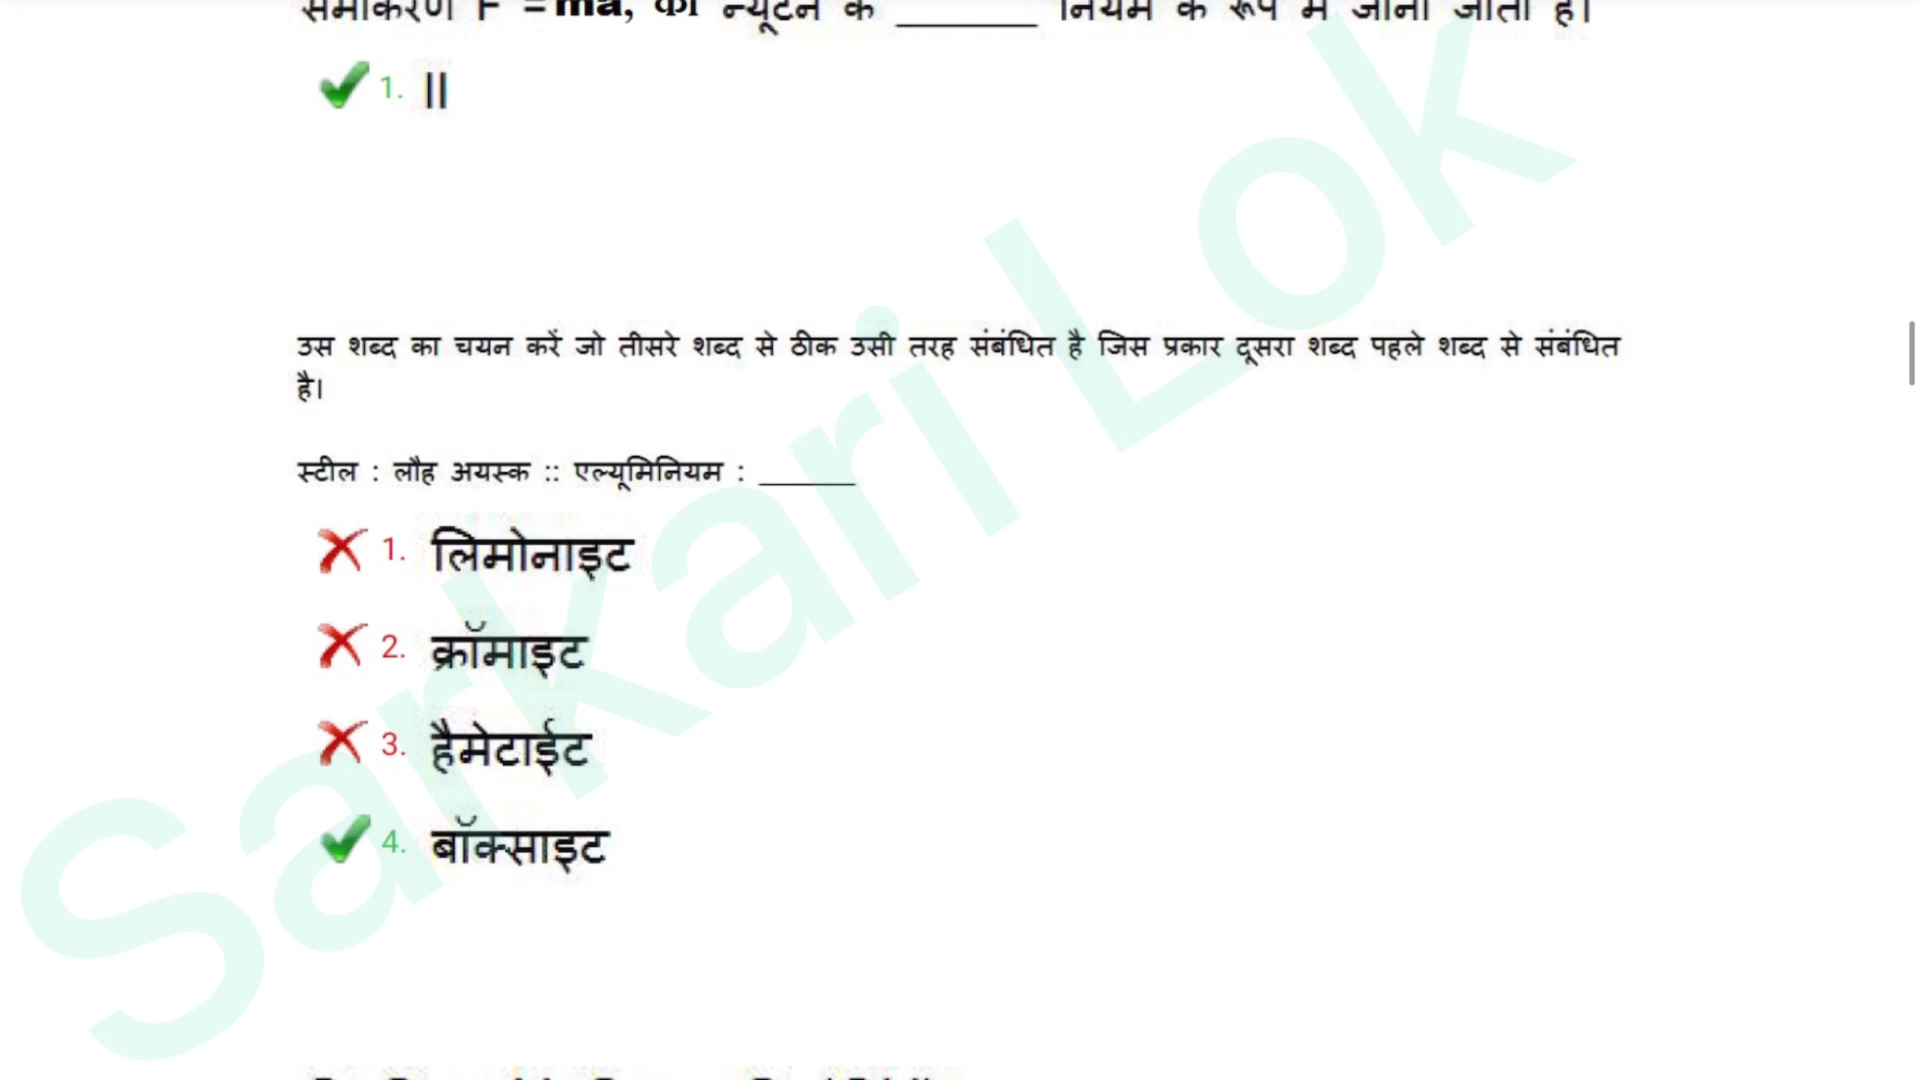 समीकरण F = ma, को न्यूटन के ______ नियम के रूप में जाना जाता है।
1. II
उस शब्द का चयन करें जो तीसरे शब्द से ठीक उसी तरह संबंधित है जिस प्रकार दूसरा शब्द पहले शब्द से संबंधित
है।
स्टील : लौह अयस्क :: एल्यूमिनियम : ______
1. लिमोनाइट
2. क्रॉमाइट
3. हैमेटाईट
4. बॉक्साइट
Sarkari Lok